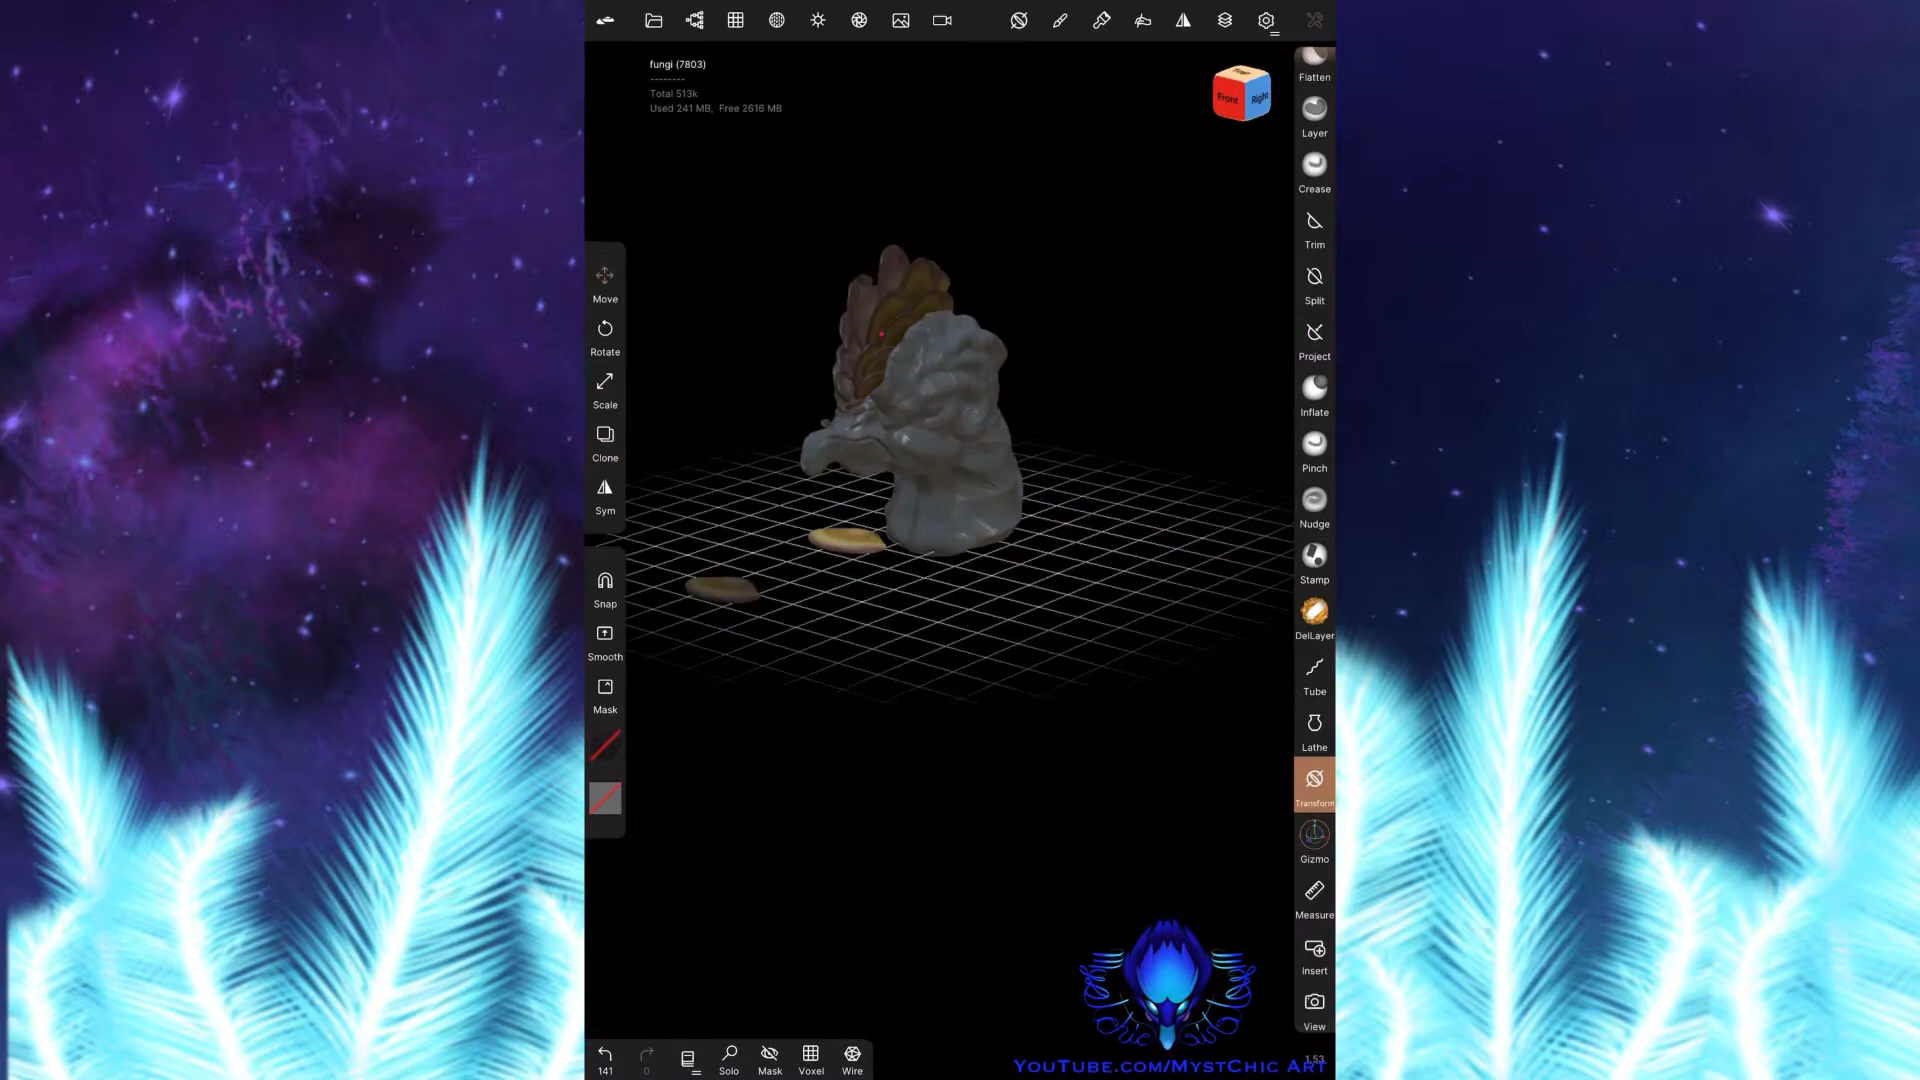 fungi (7803)
--------
Total 513k
Used 241 MB, Free 2616 MB
Front
Right
Flatten
Layer
Crease
Trim
Split
Project
Inflate
Pinch
Nudge
Stamp
DelLayer
Tube
Lathe
Transform
Gizmo
Measure
Insert
View
1.53
Move
Rotate
Scale
Clone
Sym
Snap
Smooth
Mask
141
0
Solo
Mask
Voxel
Wire
YouTube.com/MystChic Art